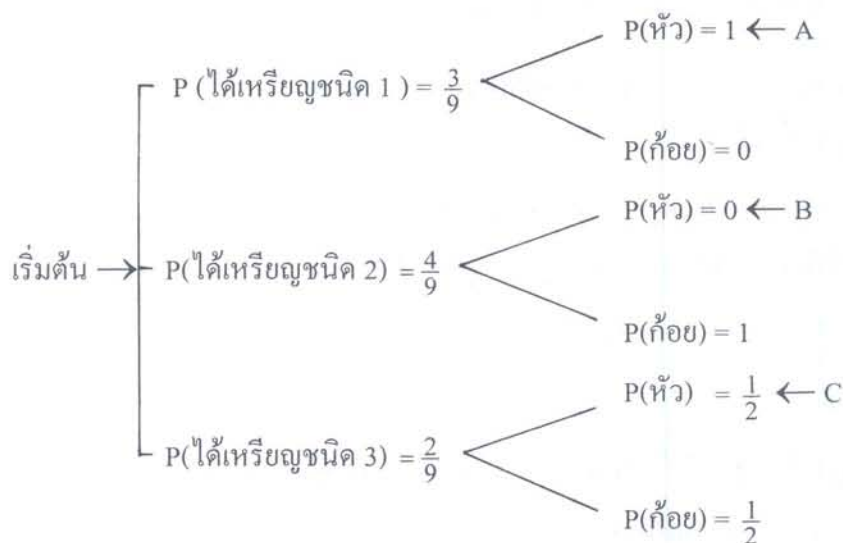 P(หัว) = 1 ← A
P (ได้เหรียญชนิด 1 ) = 3/9
P(ก้อย) = 0
P(หัว) = 0 ← B
เริ่มต้น → P(ได้เหรียญชนิด 2) = 4/9
P(ก้อย) = 1
P(หัว) = 1/2 ← C
P(ได้เหรียญชนิด 3) = 2/9
P(ก้อย) = 1/2